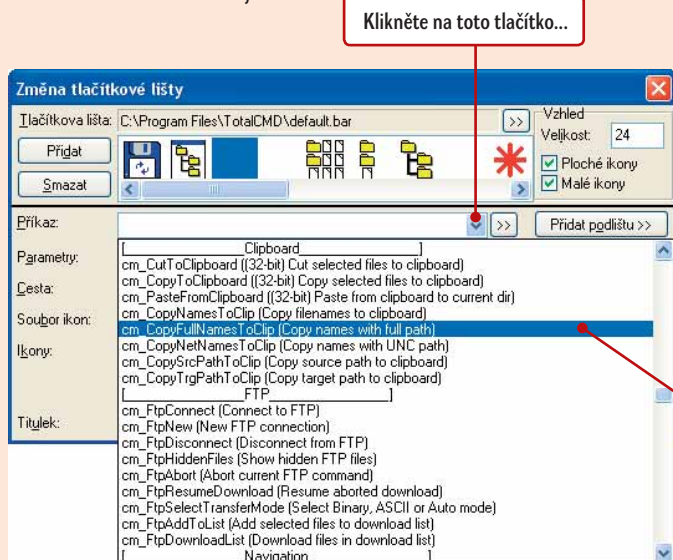 Klikněte na toto tlačítko...
Změna tlačítkové lišty
Tlačítkova lišta: C:\Program Files\TotalCMD\default.bar >>
Vzhled
Velikost: 24
Přidat
Smazat
Ploché ikony
Malé ikony
Příkaz: >> Přidat podlištu >>
Parametry:
Cesta:
Soubor ikon:
Ikony:
Titulek:
[________________Clipboard________________]
cm_CutToClipboard ((32-bit) Cut selected files to clipboard)
cm_CopyToClipboard ((32-bit) Copy selected files to clipboard)
cm_PasteFromClipboard ((32-bit) Paste from clipboard to current dir)
cm_CopyNamesToClip (Copy filenames to clipboard)
cm_CopyFullNamesToClip (Copy names with full path)
cm_CopyNetNamesToClip (Copy names with UNC path)
cm_CopySrcPathToClip (Copy source path to clipboard)
cm_CopyTrgPathToClip (Copy target path to clipboard)
[________________FTP________________]
cm_FtpConnect (Connect to FTP)
cm_FtpNew (New FTP connection)
cm_FtpDisconnect (Disconnect from FTP)
cm_FtpHiddenFiles (Show hidden FTP files)
cm_FtpAbort (Abort current FTP command)
cm_FtpResumeDownload (Resume aborted download)
cm_FtpSelectTransferMode (Select Binary, ASCII or Auto mode)
cm_FtpAddToList (Add selected files to download list)
cm_FtpDownloadList (Download files in download list)
[________________Navigation________________]